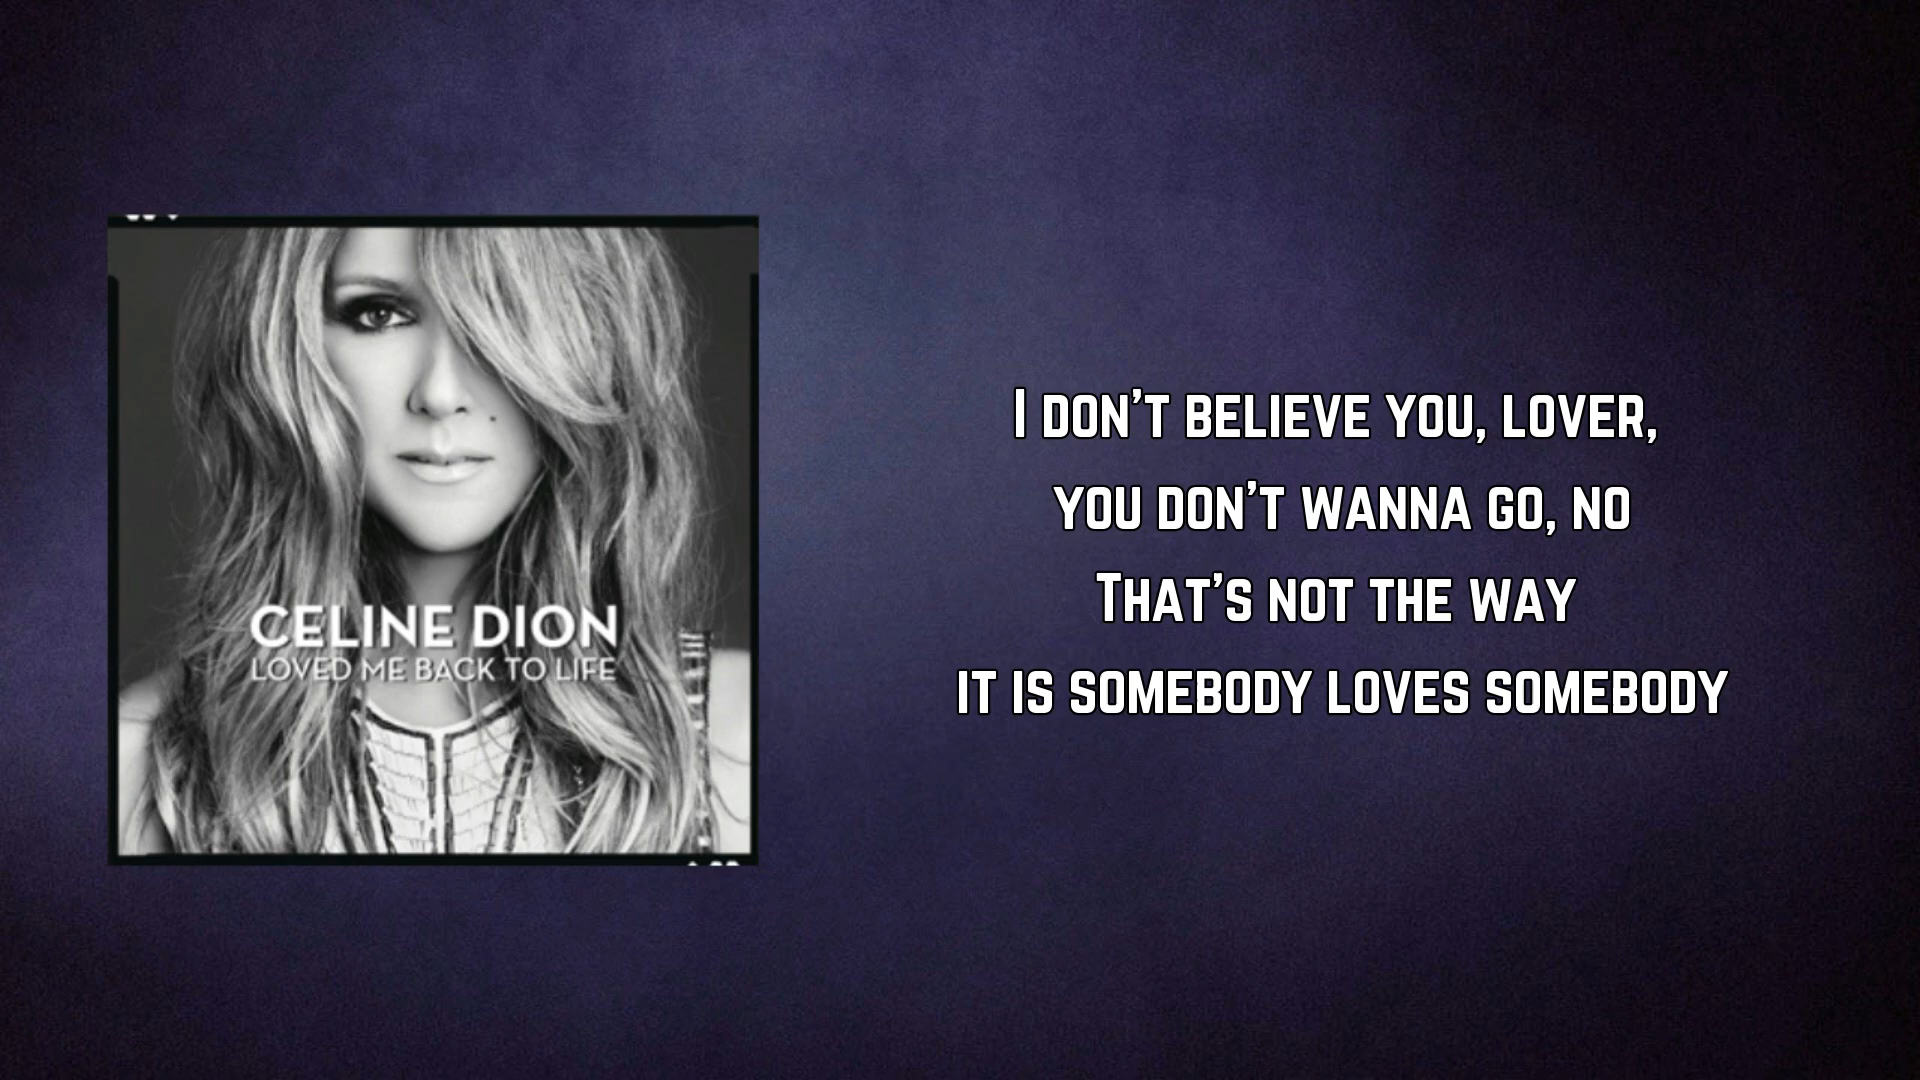 CELINE DION
LOVED ME BACK TO LIFE
I DON'T BELIEVE YOU, LOVER,
YOU DON'T WANNA GO, NO
THAT'S NOT THE WAY
IT IS SOMEBODY LOVES SOMEBODY